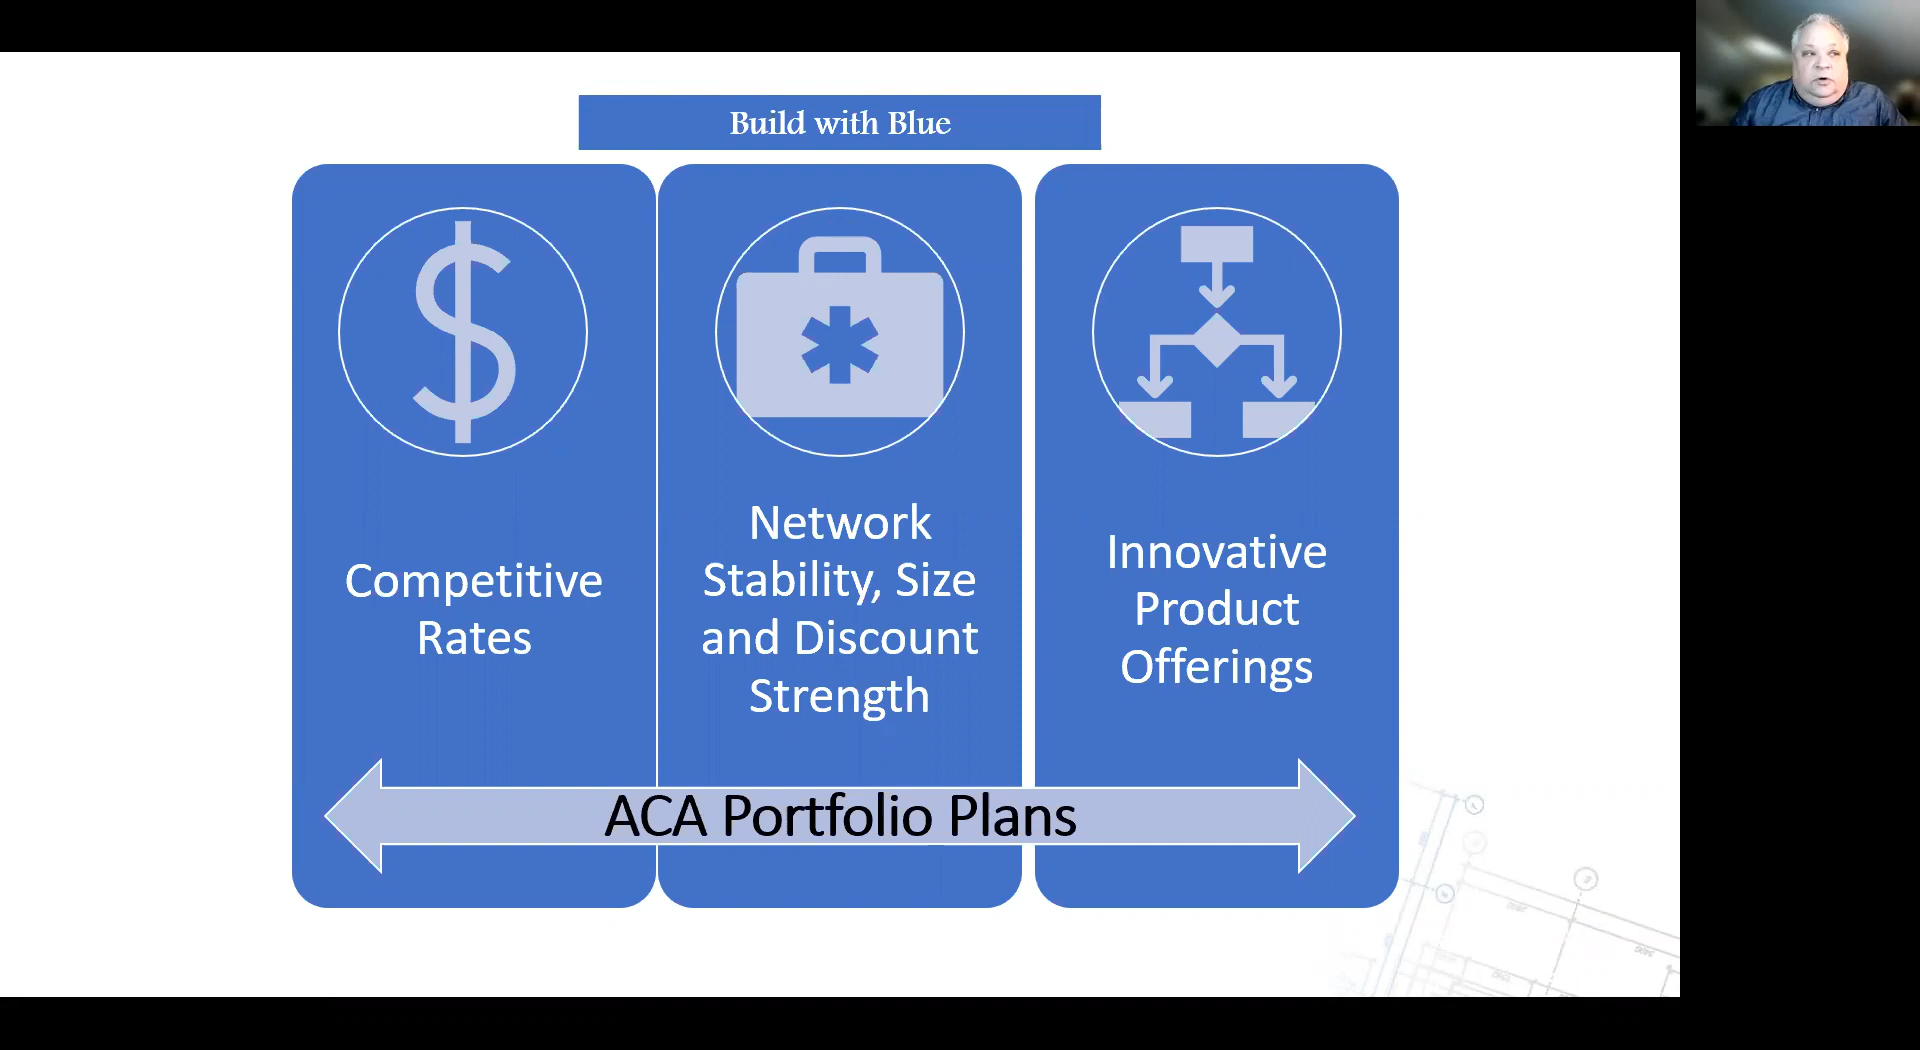 Build with Blue
Competitive
Rates
Network
Stability, Size
and Discount
Strength
Innovative
Product
Offerings
ACA Portfolio Plans